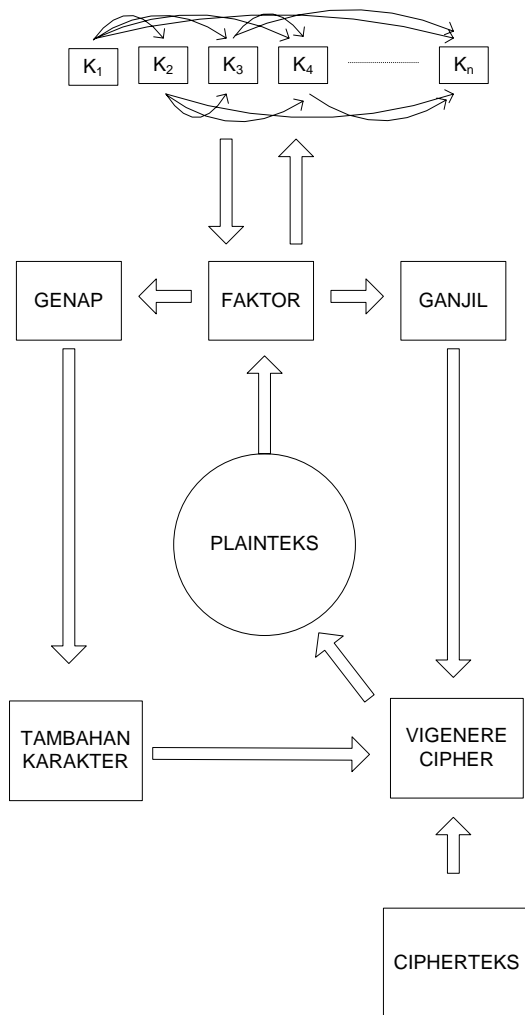 K₁ K₂ K₃ K₄ Kₙ
GENAP FAKTOR GANJIL
PLAINTEKS
TAMBAHAN
KARAKTER
VIGENERE
CIPHER
CIPHERTEKS